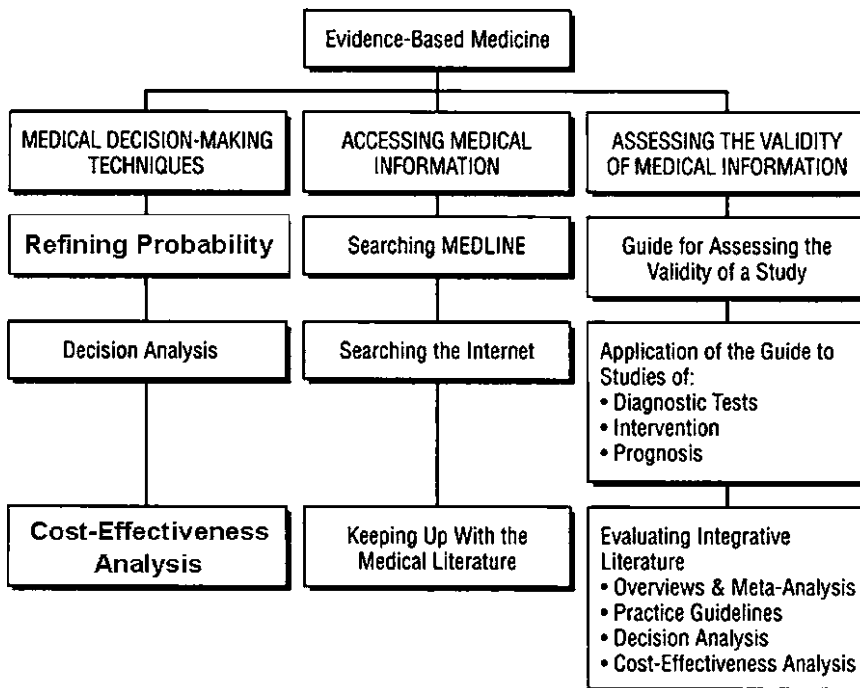 Evidence-Based Medicine
MEDICAL DECISION-MAKING
TECHNIQUES
Refining Probability
Decision Analysis
Cost-Effectiveness
Analysis
ACCESSING MEDICAL
INFORMATION
Searching MEDLINE
Searching the Internet
Keeping Up With the
Medical Literature
ASSESSING THE VALIDITY
OF MEDICAL INFORMATION
Guide for Assessing the
Validity of a Study
Application of the Guide to
Studies of:
• Diagnostic Tests
• Intervention
• Prognosis
Evaluating Integrative
Literature
• Overviews & Meta-Analysis
• Practice Guidelines
• Decision Analysis
• Cost-Effectiveness Analysis